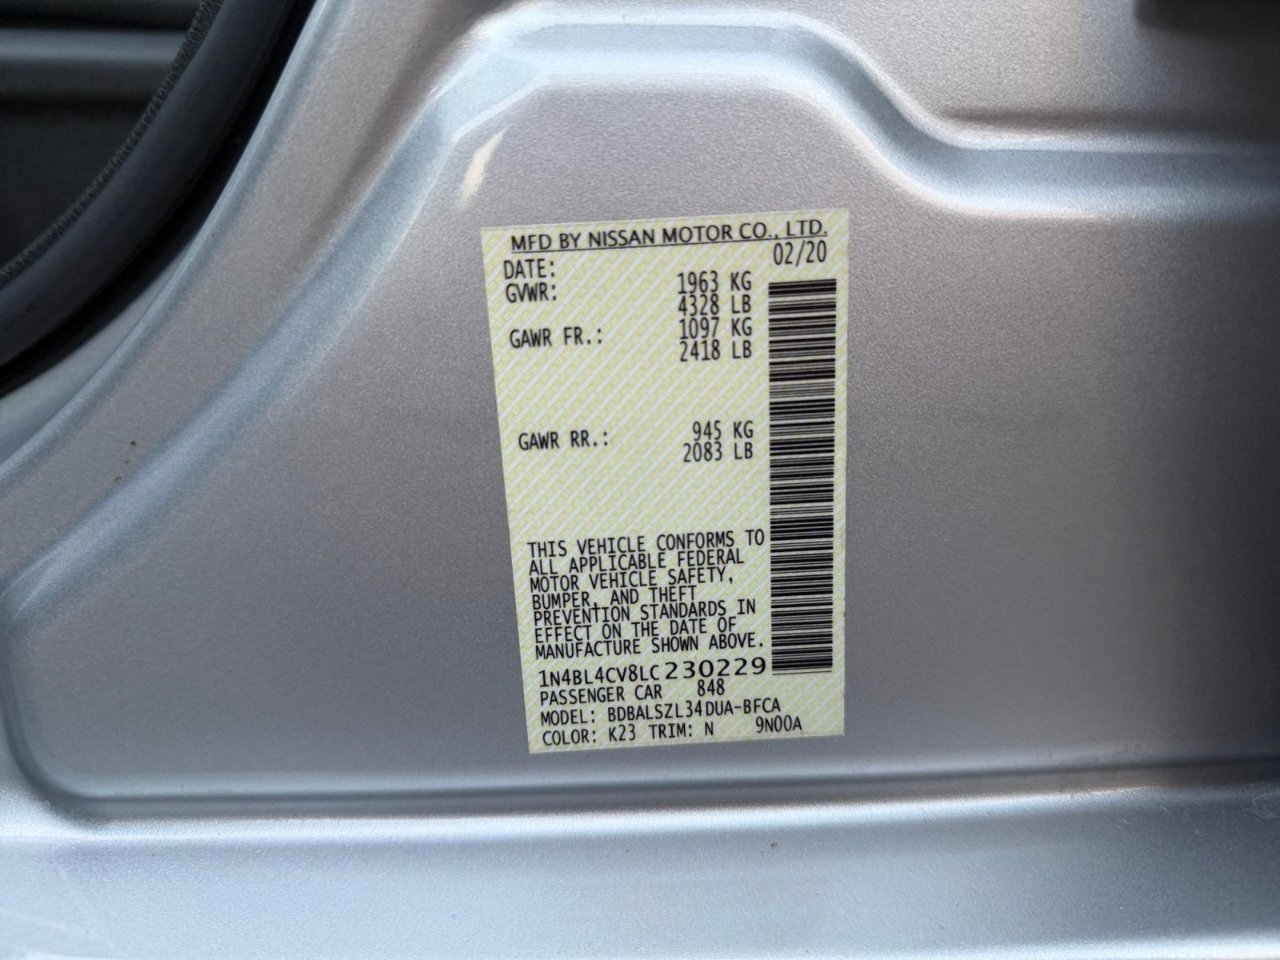 MFD BY NISSAN MOTOR CO., LTD.
DATE: 02/20
GVWR: 1963 KG
4328 LB
GAWR FR.: 1097 KG
2418 LB
GAWR RR.: 945 KG
2083 LB
THIS VEHICLE CONFORMS TO
ALL APPLICABLE FEDERAL
MOTOR VEHICLE SAFETY,
BUMPER, AND THEFT
PREVENTION STANDARDS IN
EFFECT ON THE DATE OF
MANUFACTURE SHOWN ABOVE.
1N4BL4CV8LC230229
PASSENGER CAR 848
MODEL: BDBALSZL34DUA-BFCA
COLOR: K23 TRIM: N 9N00A